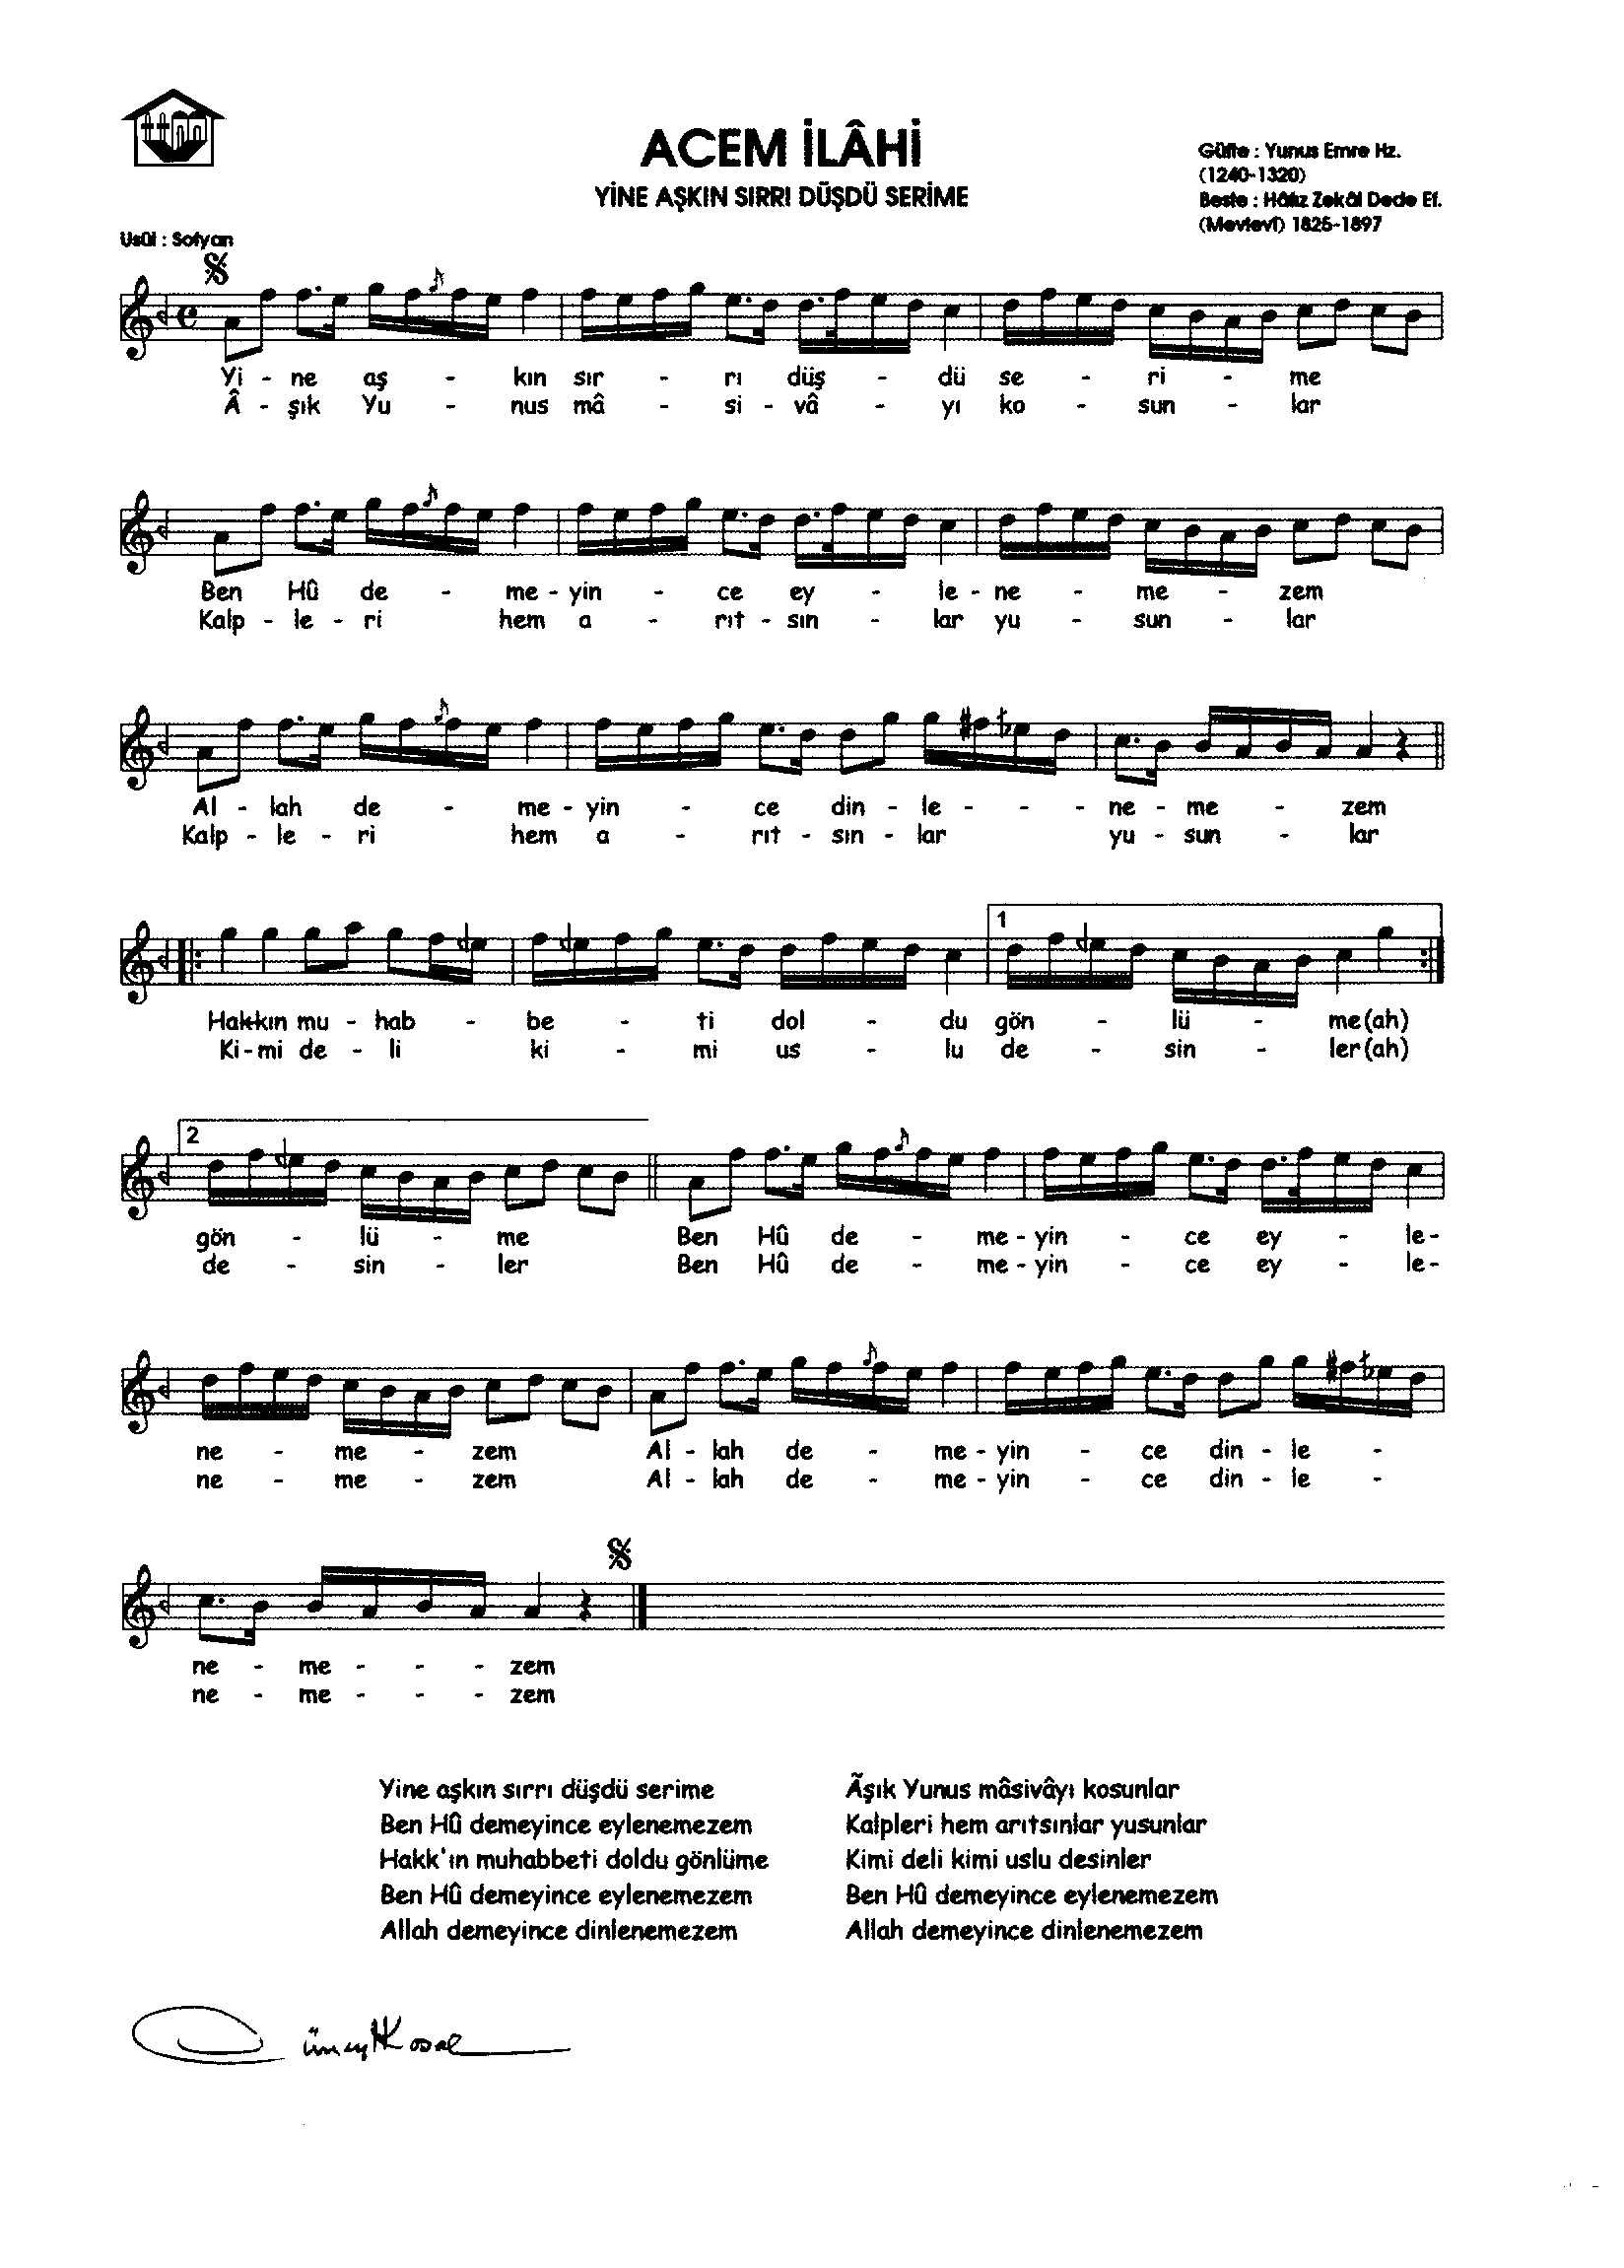 ACEM İLÂHİ
YİNE AŞKIN SIRRI DÜŞDÜ SERİME
Güfte : Yunus Emre Hz.
(1240-1320)
Beste : Hâfız Zekâî Dede Ef.
(Mevlevî) 1825-1897
Usûl : Sofyan
Yi - ne aş - kın sır - rı düş - dü se - ri - me
 - şık Yu - nus mâ - si - vâ - yı ko - sun - lar
Ben Hû de - me - yin - ce ey - le - ne - me - zem
Kalp - le - ri hem a - rıt - sın - lar yu - sun - lar
Al - lah de - me - yin - ce din - le - - - ne - me - zem
Kalp - le - ri hem a - rıt - sın - lar yu - sun - lar
1
Hak-kın mu - hab - be - ti dol - du gön - lü - me(ah)
Ki - mi de - li ki - mi us - lu de - sin - ler(ah)
2
gön - lü - me Ben Hû de - me - yin - ce ey - le -
de - sin - ler Ben Hû de - me - yin - ce ey - le -
ne - me - zem Al - lah de - me - yin - ce din - le -
ne - me - zem Al - lah de - me - yin - ce din - le -
ne - me - - - zem
ne - me - - - zem
Yine aşkın sırrı düşdü serime
Ben Hû demeyince eylenemezem
Hakk'ın muhabbeti doldu gönlüme
Ben Hû demeyince eylenemezem
Allah demeyince dinlenemezem
Ãşık Yunus mâsivâyı kosunlar
Kalpleri hem arıtsınlar yusunlar
Kimi deli kimi uslu desinler
Ben Hû demeyince eylenemezem
Allah demeyince dinlenemezem
Cüneyt Kosal